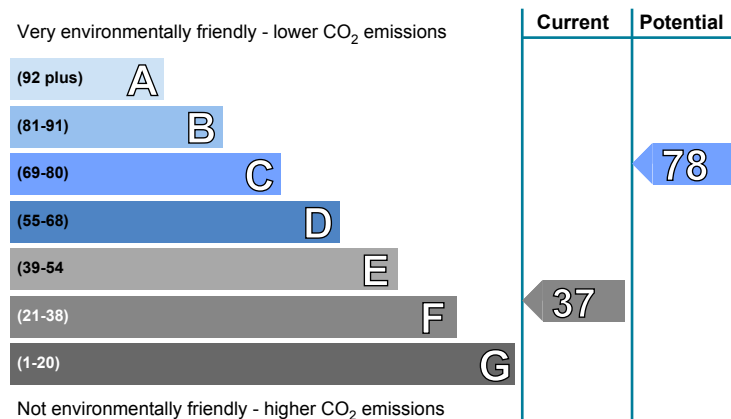 Current Potential
Very environmentally friendly - lower CO₂ emissions
(92 plus) A
(81-91) B
(69-80) C
78
(55-68) D
(39-54 E
(21-38) F
37
(1-20) G
Not environmentally friendly - higher CO₂ emissions